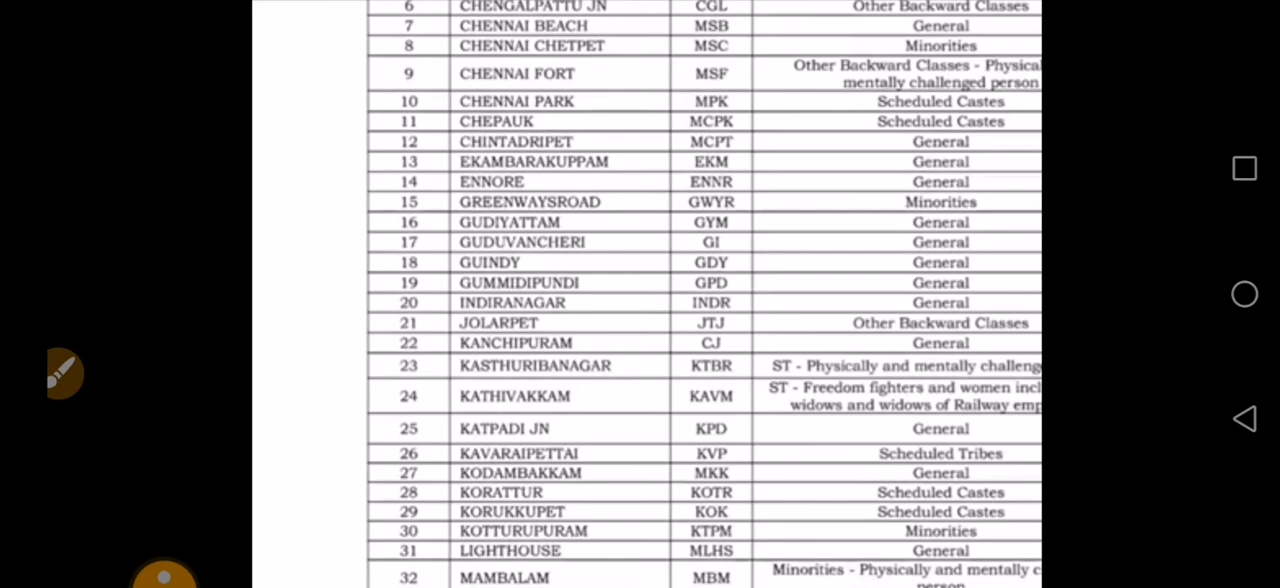 6 CHENGALPATTU JN CGL Other Backward Classes
7 CHENNAI BEACH MSB General
8 CHENNAI CHETPET MSC Minorities
9 CHENNAI FORT MSF Other Backward Classes - Physical
mentally challenged person
10 CHENNAI PARK MPK Scheduled Castes
11 CHEPAUK MCPK Scheduled Castes
12 CHINTADRIPET MCPT General
13 EKAMBARAKUPPAM EKM General
14 ENNORE ENNR General
15 GREENWAYSROAD GWYR Minorities
16 GUDIYATTAM GYM General
17 GUDUVANCHERI GI General
18 GUINDY GDY General
19 GUMMIDIPUNDI GPD General
20 INDIRANAGAR INDR General
21 JOLARPET JTJ Other Backward Classes
22 KANCHIPURAM CJ General
23 KASTHURIBANAGAR KTBR ST - Physically and mentally challeng
24 KATHIVAKKAM KAVM ST - Freedom fighters and women incl
widows and widows of Railway emp
25 KATPADI JN KPD General
26 KAVARAIPETTAI KVP Scheduled Tribes
27 KODAMBAKKAM MKK General
28 KORATTUR KOTR Scheduled Castes
29 KORUKKUPET KOK Scheduled Castes
30 KOTTURUPURAM KTPM Minorities
31 LIGHTHOUSE MLHS General
32 MAMBALAM MBM Minorities - Physically and mentally c
person